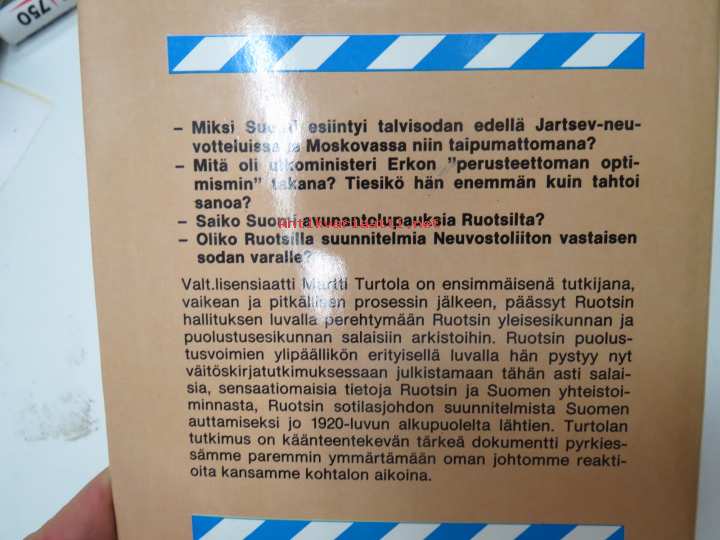 750
– Miksi Suomi esiintyi talvisodan edellä Jartsev-neu-
votteluissa ja Moskovassa niin taipumattomana?
– Mitä oli ulkoministeri Erkon ”perusteettoman opti-
mismin” takana? Tiesikö hän enemmän kuin tahtoi
sanoa?
– Saiko Suomi avunantolupauksia Ruotsilta?
Antikvariaatti.net
– Oliko Ruotsilla suunnitelmia Neuvostoliiton vastaisen
sodan varalle?
Valt.lisensiaatti Martti Turtola on ensimmäisenä tutkijana,
vaikean ja pitkällisen prosessin jälkeen, päässyt Ruotsin
hallituksen luvalla perehtymään Ruotsin yleisesikunnan ja
puolustusesikunnan salaisiin arkistoihin. Ruotsin puolus-
tusvoimien ylipäällikön erityisellä luvalla hän pystyy nyt
väitöskirjatutkimuksessaan julkistamaan tähän asti salai-
sia, sensaatiomaisia tietoja Ruotsin ja Suomen yhteistoi-
minnasta, Ruotsin sotilasjohdon suunnitelmista Suomen
auttamiseksi jo 1920-luvun alkupuolelta lähtien. Turtolan
tutkimus on käänteentekevän tärkeä dokumentti pyrkies-
sämme paremmin ymmärtämään oman johtomme reakti-
oita kansamme kohtalon aikoina.